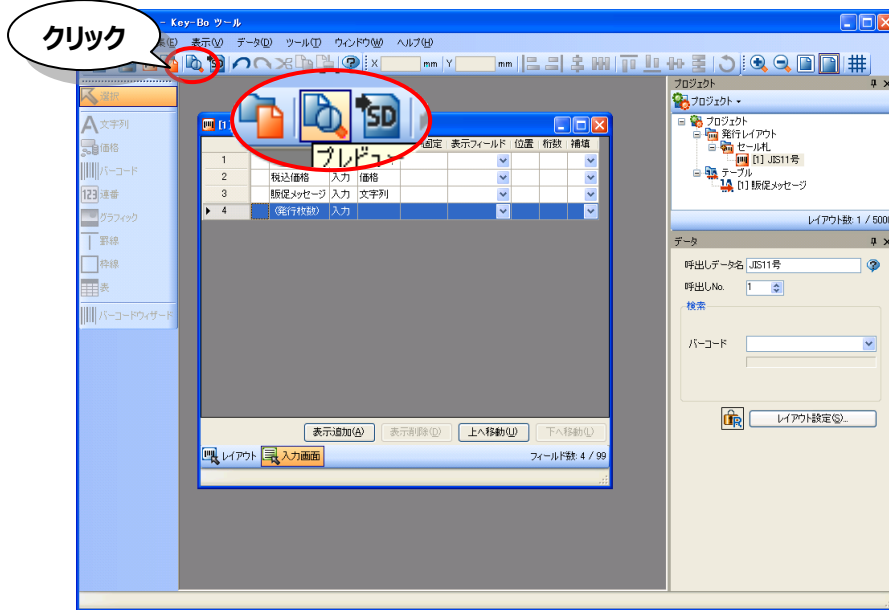 クリック
- Key-Bo ツール
(E) 表示(V) データ(D) ツール(T) ウィンドウ(W) ヘルプ(H)
X mm Y mm
選択
文字列
価格
バーコード
123 連番
グラフィック
罫線
枠線
表
バーコードウィザード
[1]
SD
プレビュー
固定 表示フィールド 位置 桁数 補填
1
2 税込価格 入力 価格
3 販促メッセージ 入力 文字列
4 (発行枚数) 入力
表示追加(A) 表示削除(D) 上へ移動(U) 下へ移動(L)
レイアウト 入力画面 フィールド数: 4 / 99
プロジェクト
プロジェクト
プロジェクト
発行レイアウト
セール札
[1] JIS11号
テーブル
[1] 販促メッセージ
レイアウト数: 1 / 5000
データ
呼出しデータ名 JIS11号
呼出しNo. 1
検索
バーコード
レイアウト設定(S)...